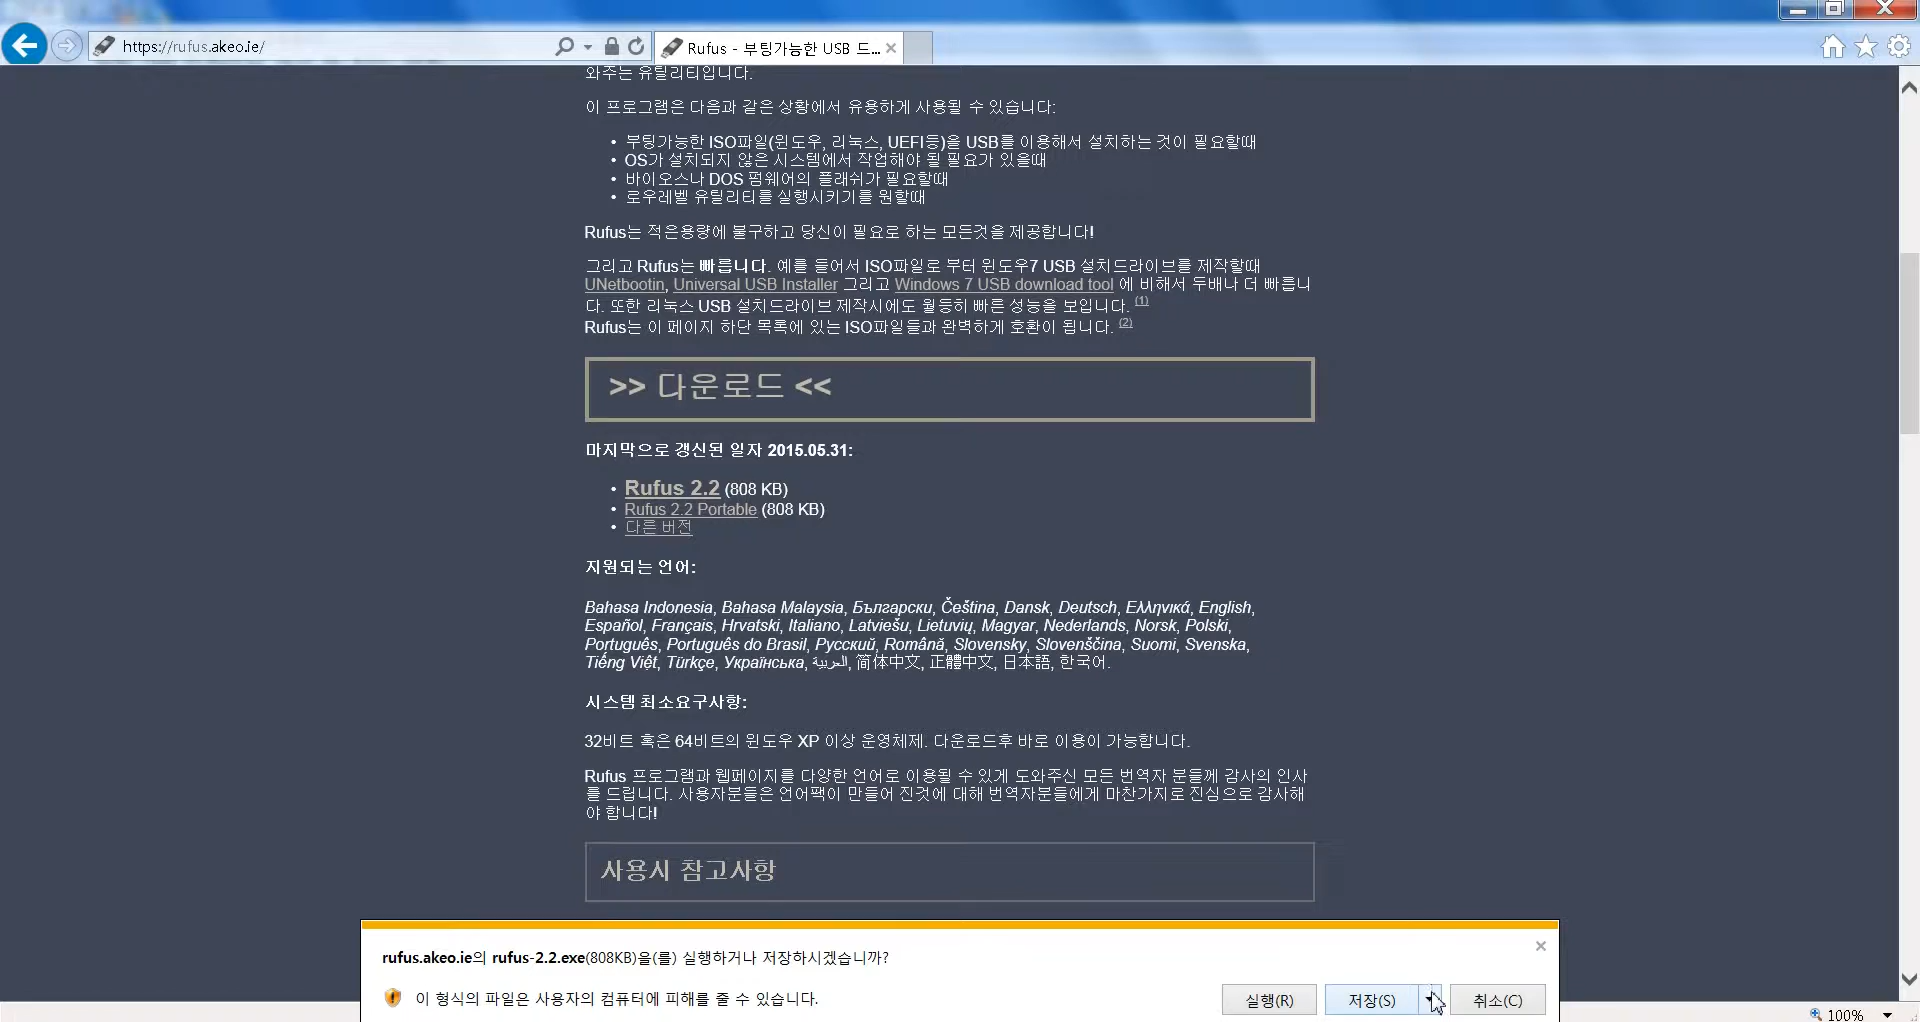 https://rufus.akeo.ie/
Rufus - 부팅가능한 USB 드...
와주는 유틸리티입니다.
이 프로그램은 다음과 같은 상황에서 유용하게 사용될 수 있습니다:
• 부팅가능한 ISO파일(윈도우, 리눅스, UEFI등)을 USB를 이용해서 설치하는 것이 필요할때
• OS가 설치되지 않은 시스템에서 작업해야 될 필요가 있을때
• 바이오스나 DOS 펌웨어의 플래쉬가 필요할때
• 로우레벨 유틸리티를 실행시키기를 원할때
Rufus는 적은용량에 불구하고 당신이 필요로 하는 모든것을 제공합니다!
그리고 Rufus는 빠릅니다. 예를 들어서 ISO파일로 부터 윈도우7 USB 설치드라이브를 제작할때
UNetbootin, Universal USB Installer 그리고 Windows 7 USB download tool 에 비해서 두배나 더 빠릅니
다. 또한 리눅스 USB 설치드라이브 제작시에도 월등히 빠른 성능을 보입니다. (1)
Rufus는 이 페이지 하단 목록에 있는 ISO파일들과 완벽하게 호환이 됩니다. (2)
>> 다운로드 <<
마지막으로 갱신된 일자 2015.05.31:
• Rufus 2.2 (808 KB)
• Rufus 2.2 Portable (808 KB)
• 다른 버전
지원되는 언어:
Bahasa Indonesia, Bahasa Malaysia, Български, Čeština, Dansk, Deutsch, Ελληνικά, English,
Español, Français, Hrvatski, Italiano, Latviešu, Lietuvių, Magyar, Nederlands, Norsk, Polski,
Português, Português do Brasil, Русский, Română, Slovensky, Slovenščina, Suomi, Svenska,
Tiếng Việt, Türkçe, Українська, العربية, 简体中文, 正體中文, 日本語, 한국어.
시스템 최소요구사항:
32비트 혹은 64비트의 윈도우 XP 이상 운영체제. 다운로드후 바로 이용이 가능합니다.
Rufus 프로그램과 웹페이지를 다양한 언어로 이용될 수 있게 도와주신 모든 번역자 분들께 감사의 인사
를 드립니다. 사용자분들은 언어팩이 만들어 진것에 대해 번역자분들에게 마찬가지로 진심으로 감사해
야 합니다!
사용시 참고사항
rufus.akeo.ie의 rufus-2.2.exe(808KB)을(를) 실행하거나 저장하시겠습니까?
이 형식의 파일은 사용자의 컴퓨터에 피해를 줄 수 있습니다.
실행(R) 저장(S) 취소(C)
100%